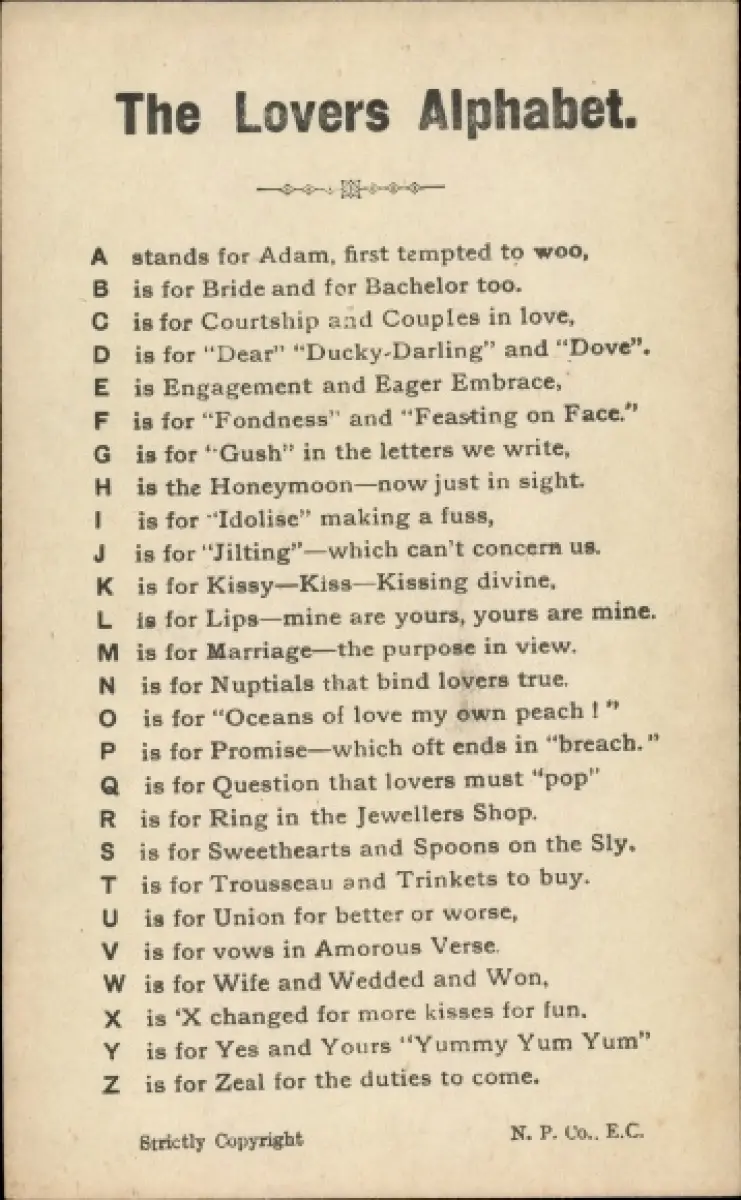 The Lovers Alphabet.
A stands for Adam, first tempted to woo,
B is for Bride and for Bachelor too.
C is for Courtship and Couples in love,
D is for "Dear" "Ducky-Darling" and "Dove".
E is Engagement and Eager Embrace,
F is for "Fondness" and "Feasting on Face."
G is for "Gush" in the letters we write,
H is the Honeymoon—now just in sight.
I is for "Idolise" making a fuss,
J is for "Jilting"—which can't concern us.
K is for Kissy—Kiss—Kissing divine,
L is for Lips—mine are yours, yours are mine.
M is for Marriage—the purpose in view.
N is for Nuptials that bind lovers true.
O is for "Oceans of love my own peach ! "
P is for Promise—which oft ends in "breach."
Q is for Question that lovers must "pop"
R is for Ring in the Jewellers Shop.
S is for Sweethearts and Spoons on the Sly,
T is for Trousseau and Trinkets to buy.
U is for Union for better or worse,
V is for vows in Amorous Verse.
W is for Wife and Wedded and Won,
X is 'X changed for more kisses for fun.
Y is for Yes and Yours "Yummy Yum Yum"
Z is for Zeal for the duties to come.
Strictly Copyright N. P. Co., E.C.